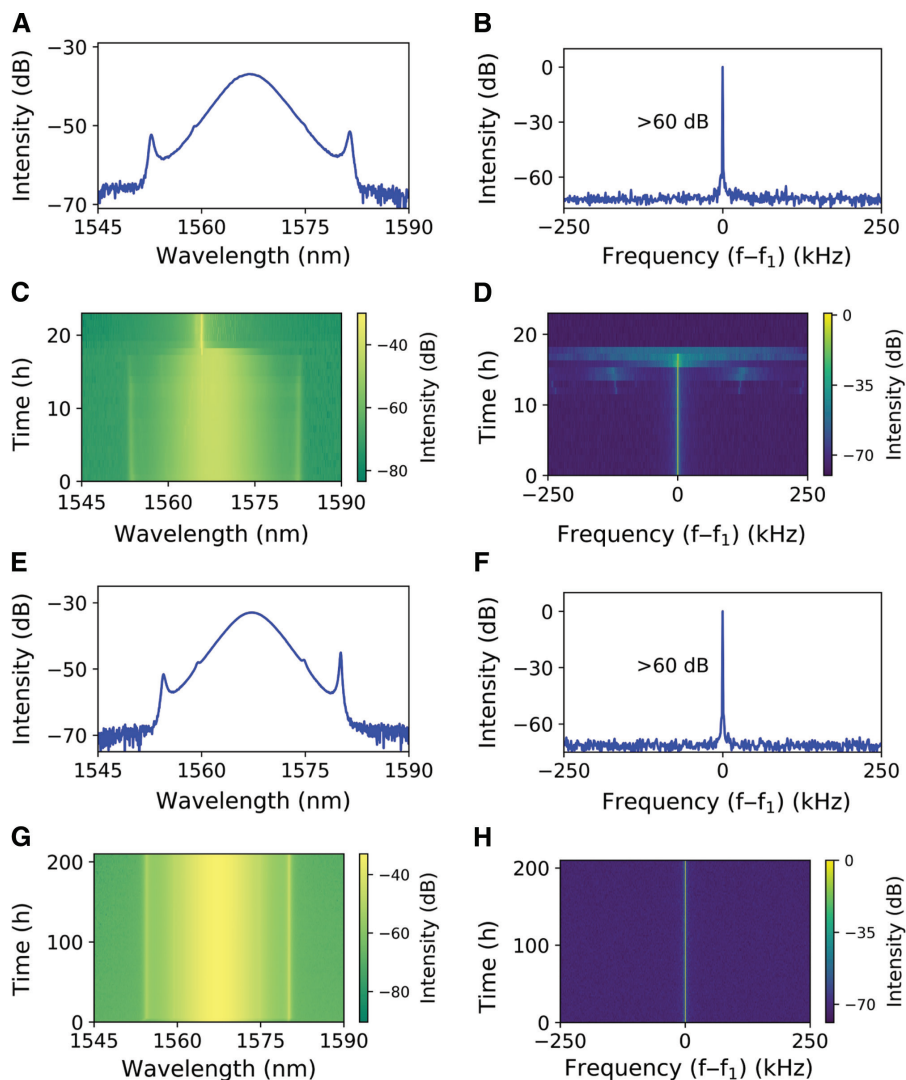 A
Intensity (dB)
−30
−50
−70
1545 1560 1575 1590
Wavelength (nm)
B
Intensity (dB)
0
−30
−60
>60 dB
−250 0 250
Frequency (f−f₁) (kHz)
C
Time (h)
20
10
0
1545 1560 1575 1590
Wavelength (nm)
−40
−60
−80
Intensity (dB)
D
Time (h)
20
10
0
−250 0 250
Frequency (f−f₁) (kHz)
0
−35
−70
Intensity (dB)
E
Intensity (dB)
−30
−50
−70
1545 1560 1575 1590
Wavelength (nm)
F
Intensity (dB)
0
−30
−60
>60 dB
−250 0 250
Frequency (f−f₁) (kHz)
G
Time (h)
200
100
0
1545 1560 1575 1590
Wavelength (nm)
−40
−60
−80
Intensity (dB)
H
Time (h)
200
100
0
−250 0 250
Frequency (f−f₁) (kHz)
0
−35
−70
Intensity (dB)